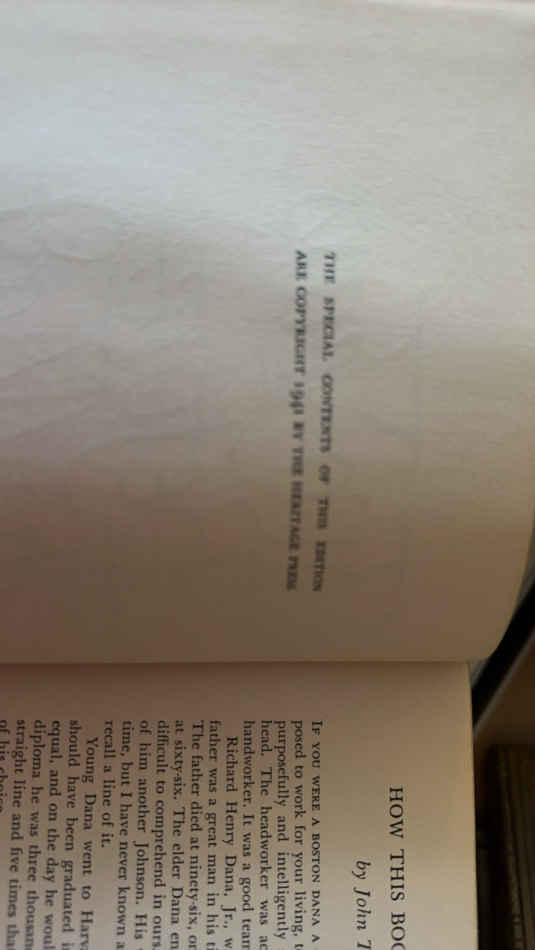 THE SPECIAL CONTENTS OF THIS EDITION
ARE COPYRIGHT 1941 BY THE HERITAGE PRESS
HOW THIS BOO
by John T
IF YOU WERE A BOSTON DANA A
posed to work for your living, t
purposefully and intelligently
head. The headworker was ac
handworker. It was a good team
Richard Henry Dana, Jr., w
father was a great man in his ti
The father died at ninety-six, or
at sixty-six. The elder Dana en
difficult to comprehend in ours.
of him another Johnson. His
time, but I have never known a
recall a line of it.
Young Dana went to Harv
should have been graduated i
equal, and on the day he woul
diploma he was three thousan
straight line and five times tha
of his choice